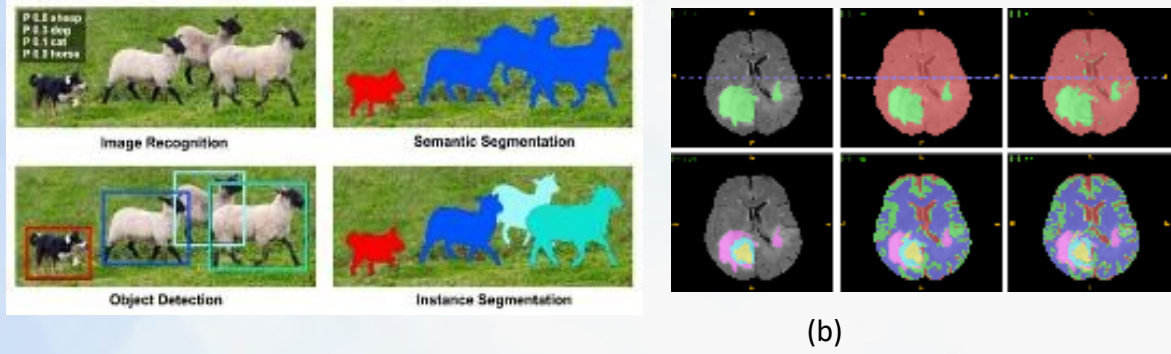 P 0.8 sheep
P 0.3 dog
P 0.1 cat
P 0.0 horse
Image Recognition
Semantic Segmentation
Object Detection
Instance Segmentation
(b)